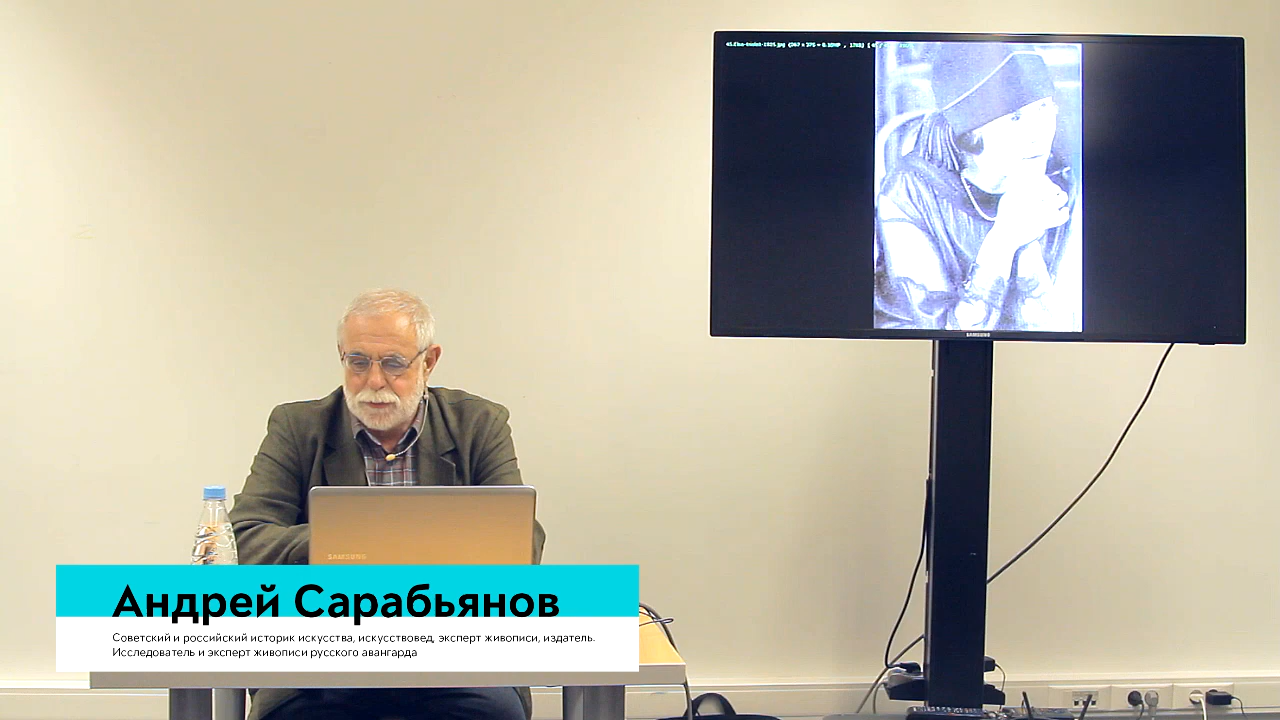 SAMSUNG
SAMSUNG
Андрей Сарабьянов
Советский и российский историк искусства, искусствовед, эксперт живописи, издатель.
Исследователь и эксперт живописи русского авангарда